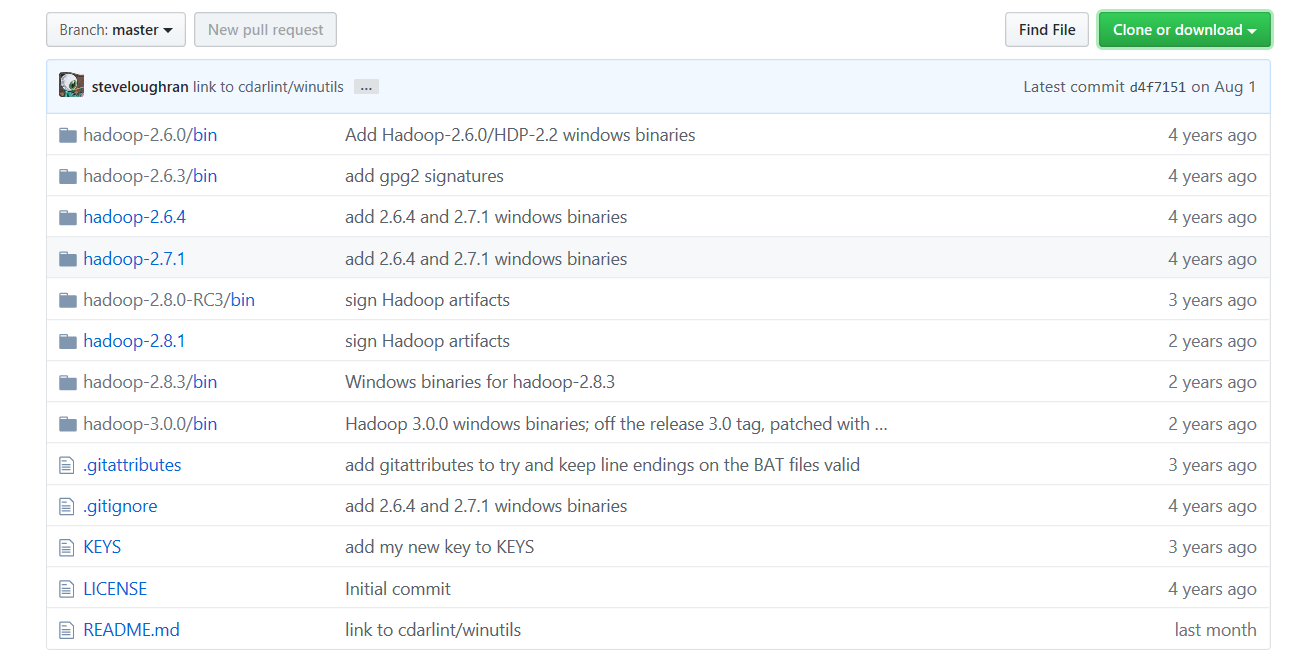 Branch: master New pull request Find File Clone or download
steveloughran link to cdarlint/winutils ... Latest commit d4f7151 on Aug 1
hadoop-2.6.0/bin Add Hadoop-2.6.0/HDP-2.2 windows binaries 4 years ago
hadoop-2.6.3/bin add gpg2 signatures 4 years ago
hadoop-2.6.4 add 2.6.4 and 2.7.1 windows binaries 4 years ago
hadoop-2.7.1 add 2.6.4 and 2.7.1 windows binaries 4 years ago
hadoop-2.8.0-RC3/bin sign Hadoop artifacts 3 years ago
hadoop-2.8.1 sign Hadoop artifacts 2 years ago
hadoop-2.8.3/bin Windows binaries for hadoop-2.8.3 2 years ago
hadoop-3.0.0/bin Hadoop 3.0.0 windows binaries; off the release 3.0 tag, patched with ... 2 years ago
.gitattributes add gitattributes to try and keep line endings on the BAT files valid 3 years ago
.gitignore add 2.6.4 and 2.7.1 windows binaries 4 years ago
KEYS add my new key to KEYS 3 years ago
LICENSE Initial commit 4 years ago
README.md link to cdarlint/winutils last month